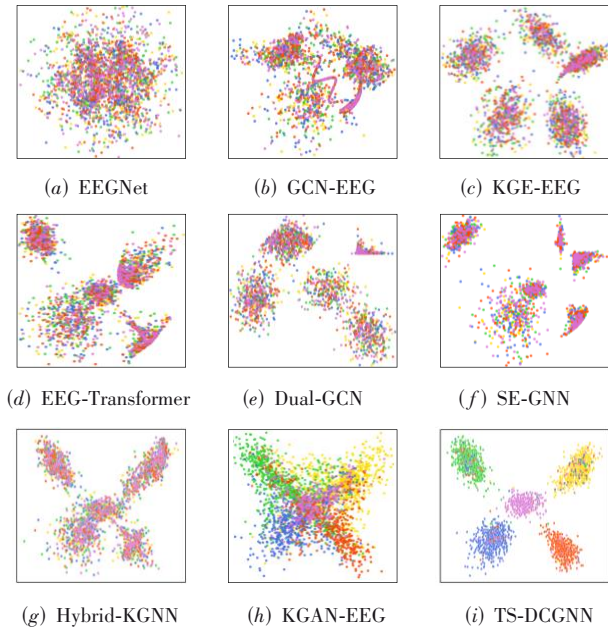 (a) EEGNet
(b) GCN-EEG
(c) KGE-EEG
(d) EEG-Transformer
(e) Dual-GCN
(f) SE-GNN
(g) Hybrid-KGNN
(h) KGAN-EEG
(i) TS-DCGNN